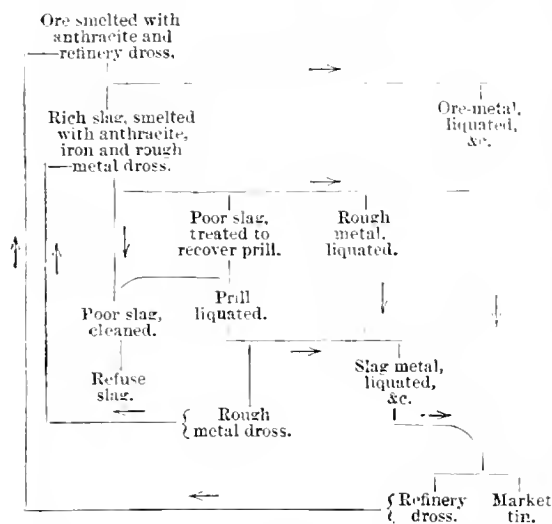 Ore smelted with
anthracite and
refinery dross.
Rich slag, smelted
with anthracite,
iron and rough
metal dross.
Ore-metal,
liquated,
&c.
Poor slag,
treated to
recover prill.
Rough
metal,
liquated.
Poor slag,
cleaned.
Prill
liquated.
Refuse
slag.
Slag metal,
liquated,
&c.
Rough
metal dross.
Refinery
dross.
Market
tin.